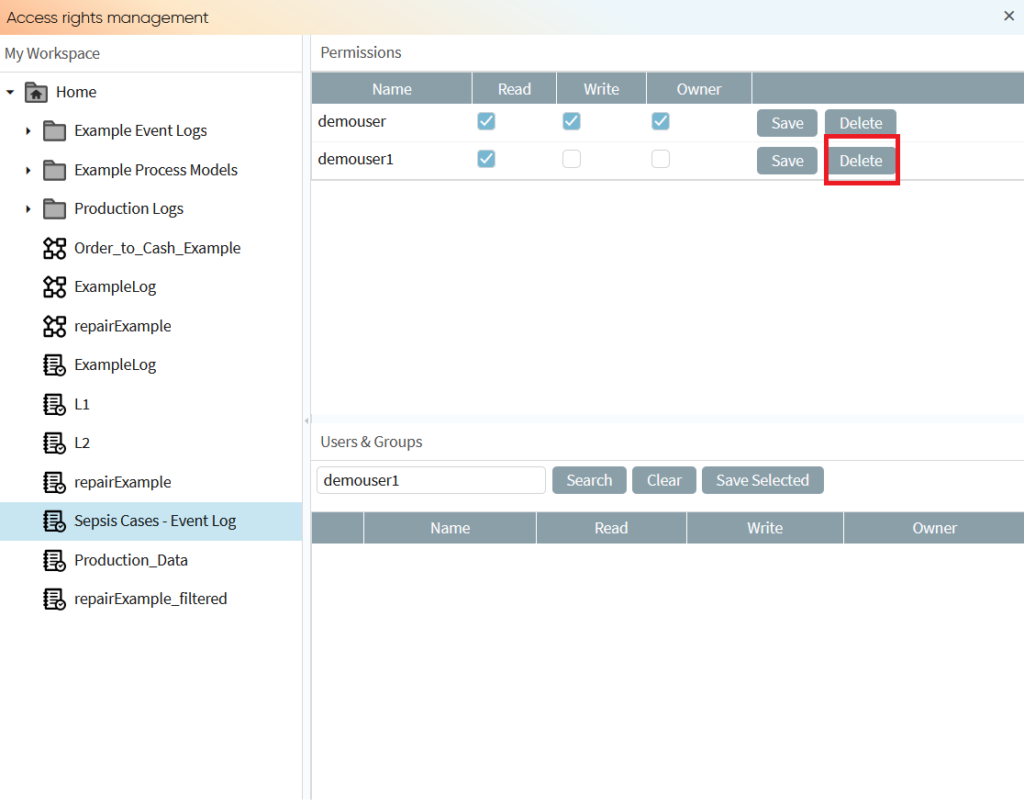 Access rights management
My Workspace
Home
Example Event Logs
Example Process Models
Production Logs
Order_to_Cash_Example
ExampleLog
repairExample
ExampleLog
L1
L2
repairExample
Sepsis Cases - Event Log
Production_Data
repairExample_filtered
Permissions
Name Read Write Owner
demouser Save Delete
demouser1 Save Delete
Users & Groups
demouser1 Search Clear Save Selected
Name Read Write Owner